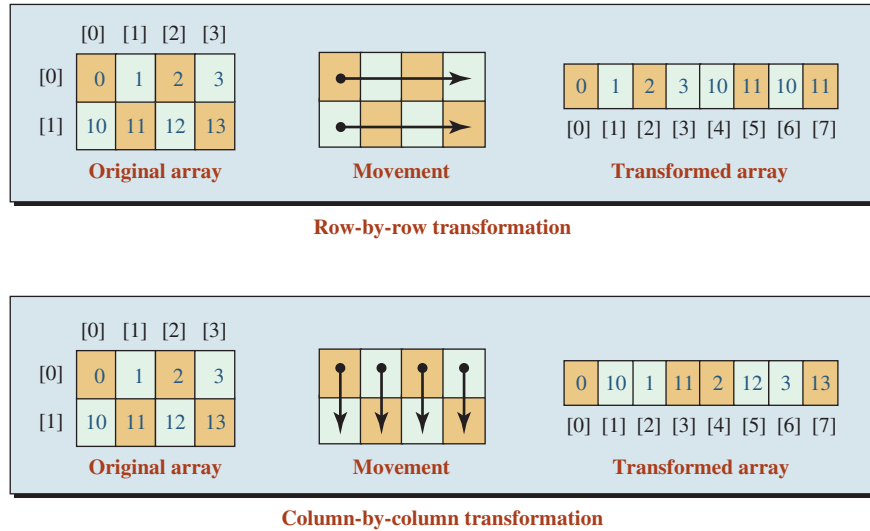 [0] [1] [2] [3]
[0] 0 1 2 3
[1] 10 11 12 13
Original array
Movement
0 1 2 3 10 11 10 11
[0] [1] [2] [3] [4] [5] [6] [7]
Transformed array
Row-by-row transformation
[0] [1] [2] [3]
[0] 0 1 2 3
[1] 10 11 12 13
Original array
Movement
0 10 1 11 2 12 3 13
[0] [1] [2] [3] [4] [5] [6] [7]
Transformed array
Column-by-column transformation